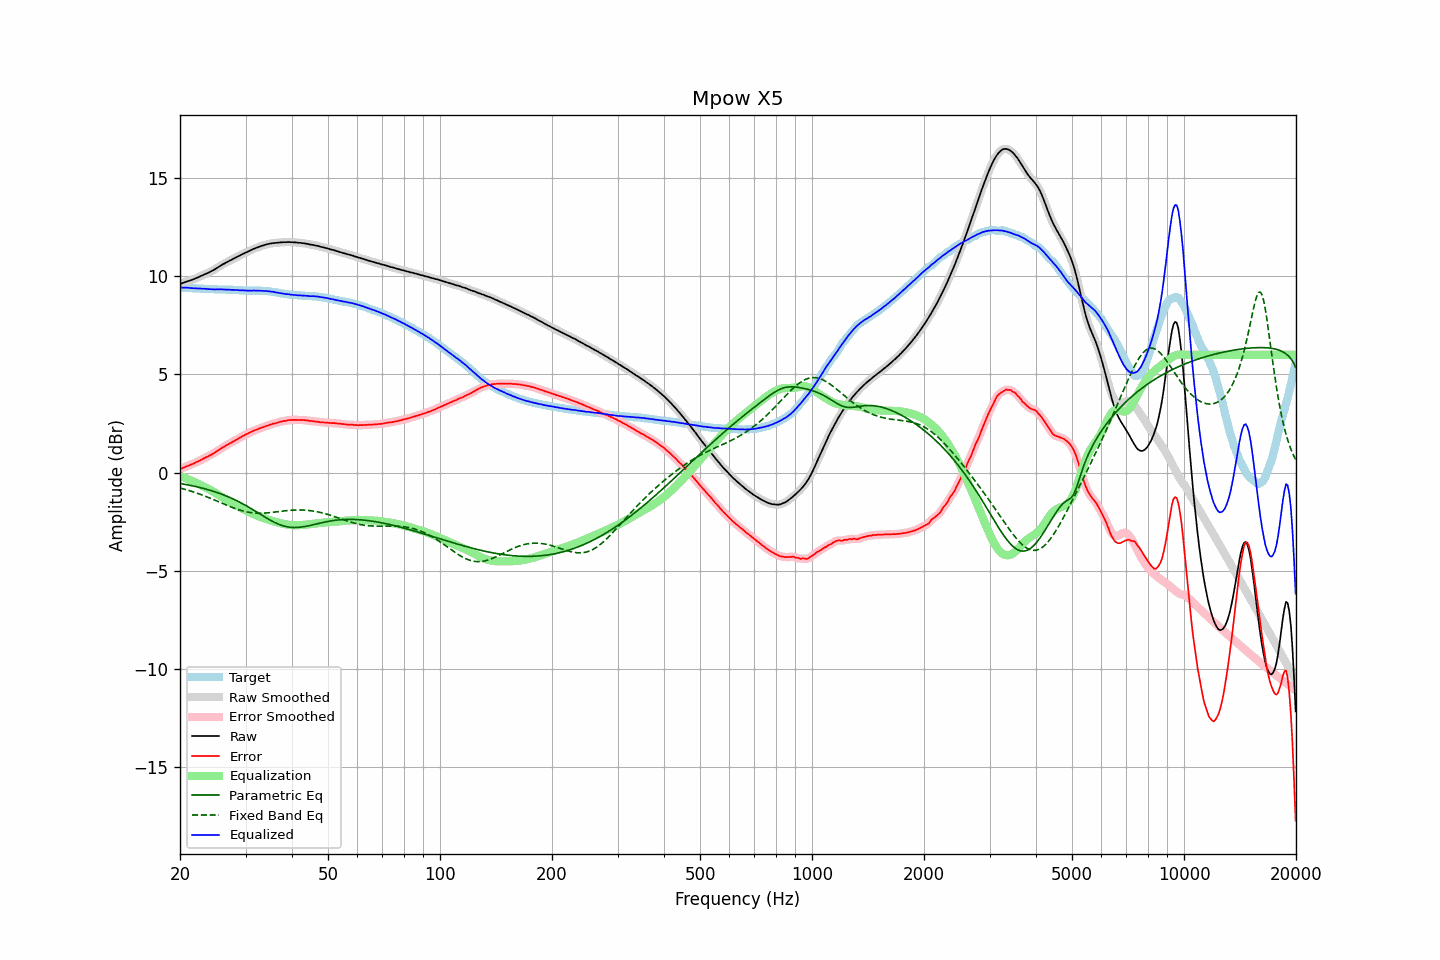 Mpow X5
Amplitude (dBr)
15
10
5
0
−5
−10
−15
Target
Raw Smoothed
Error Smoothed
Raw
Error
Equalization
Parametric Eq
Fixed Band Eq
Equalized
20 50 100 200 500 1000 2000 5000 10000 20000
Frequency (Hz)